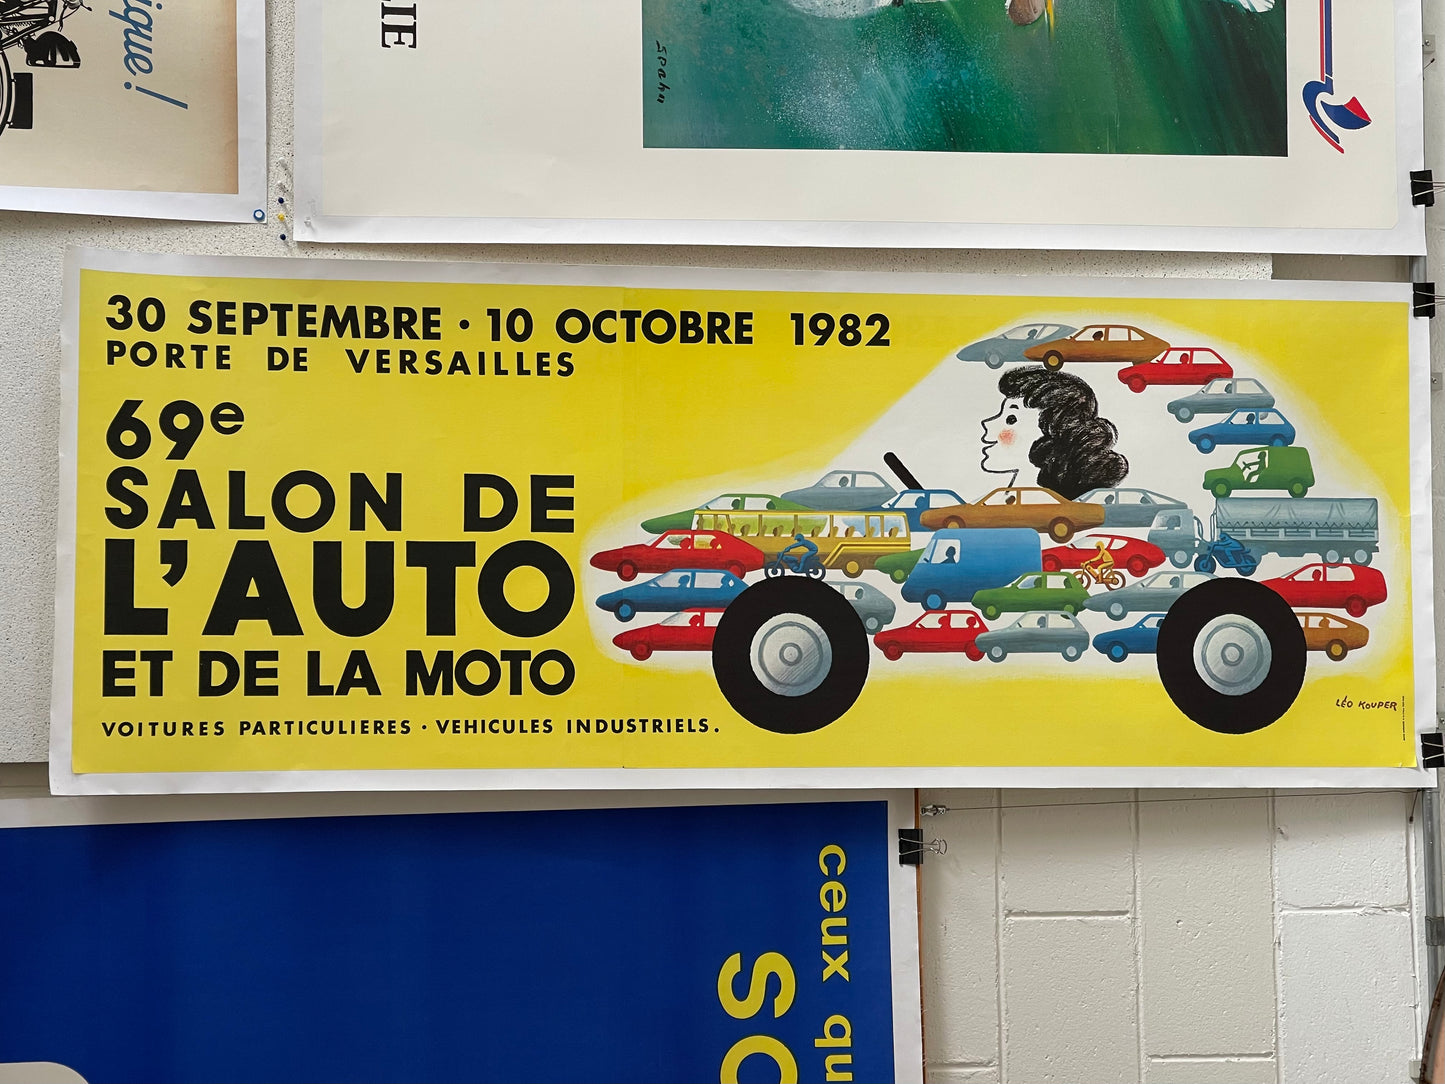 ique!
LIE
Spahn
30 SEPTEMBRE · 10 OCTOBRE 1982
PORTE DE VERSAILLES
69e
SALON DE
L'AUTO
ET DE LA MOTO
VOITURES PARTICULIERES · VEHICULES INDUSTRIELS.
LÉO KOUPER
ceux qu
so